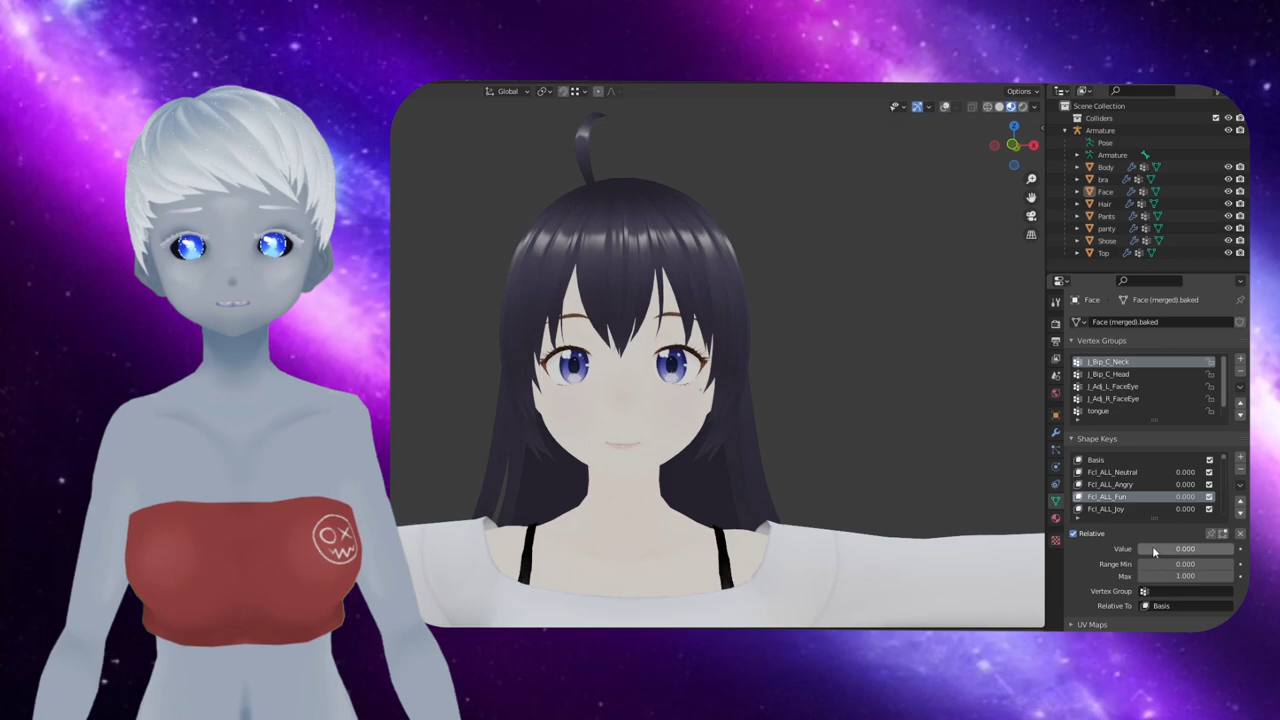 Global
Options
Scene Collection
Colliders
Armature
Pose
Armature
Body
bra
Face
Hair
Pants
panty
Shose
Top
Face
Face (merged).baked
Face (merged).baked
Vertex Groups
J_Bip_C_Neck
J_Bip_C_Head
J_Adj_L_FaceEye
J_Adj_R_FaceEye
tongue
Shape Keys
Basis
Fcl_ALL_Neutral 0.000
Fcl_ALL_Angry 0.000
Fcl_ALL_Fun 0.000
Fcl_ALL_Joy 0.000
Relative
Value 0.000
Range Min 0.000
Max 1.000
Vertex Group
Relative To Basis
UV Maps